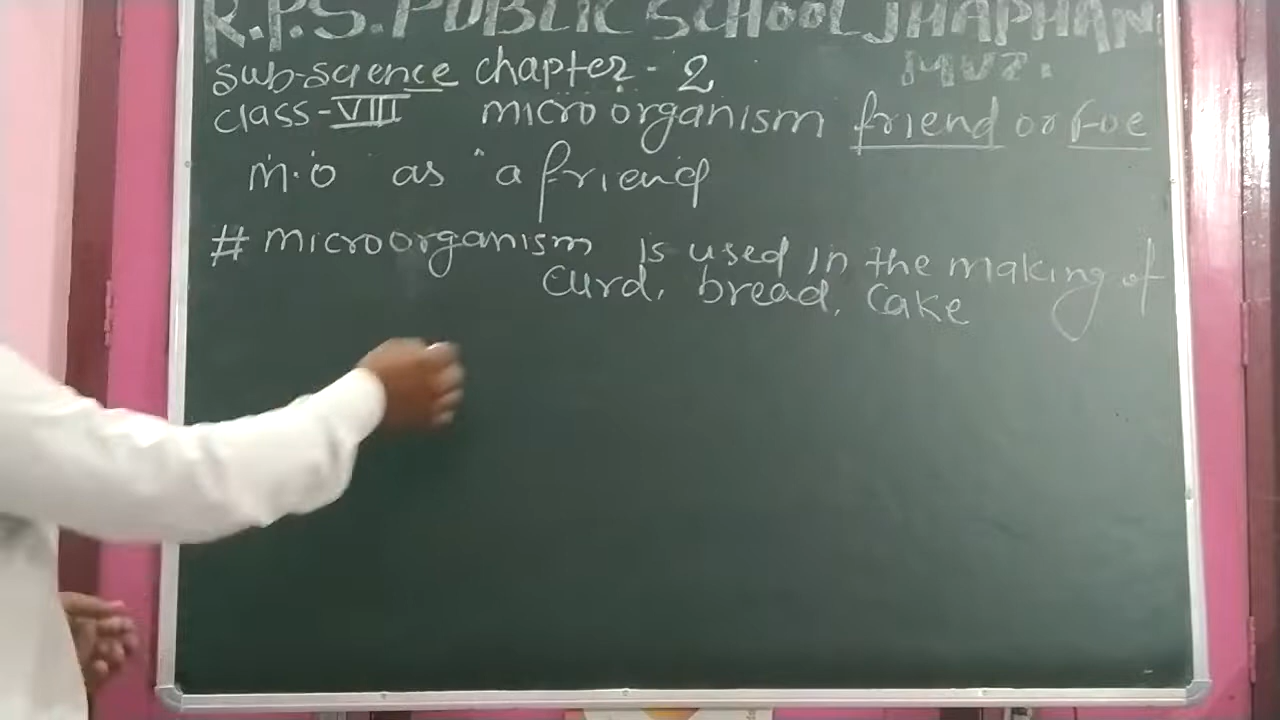 R.P.S. PUBLIC SCHOOL JHAPHAN
MUZ.
sub-science chapter - 2
class-VIII microorganism friend or Foe
M.O as "a friend
# microorganism is used in the making of
curd, bread, Cake